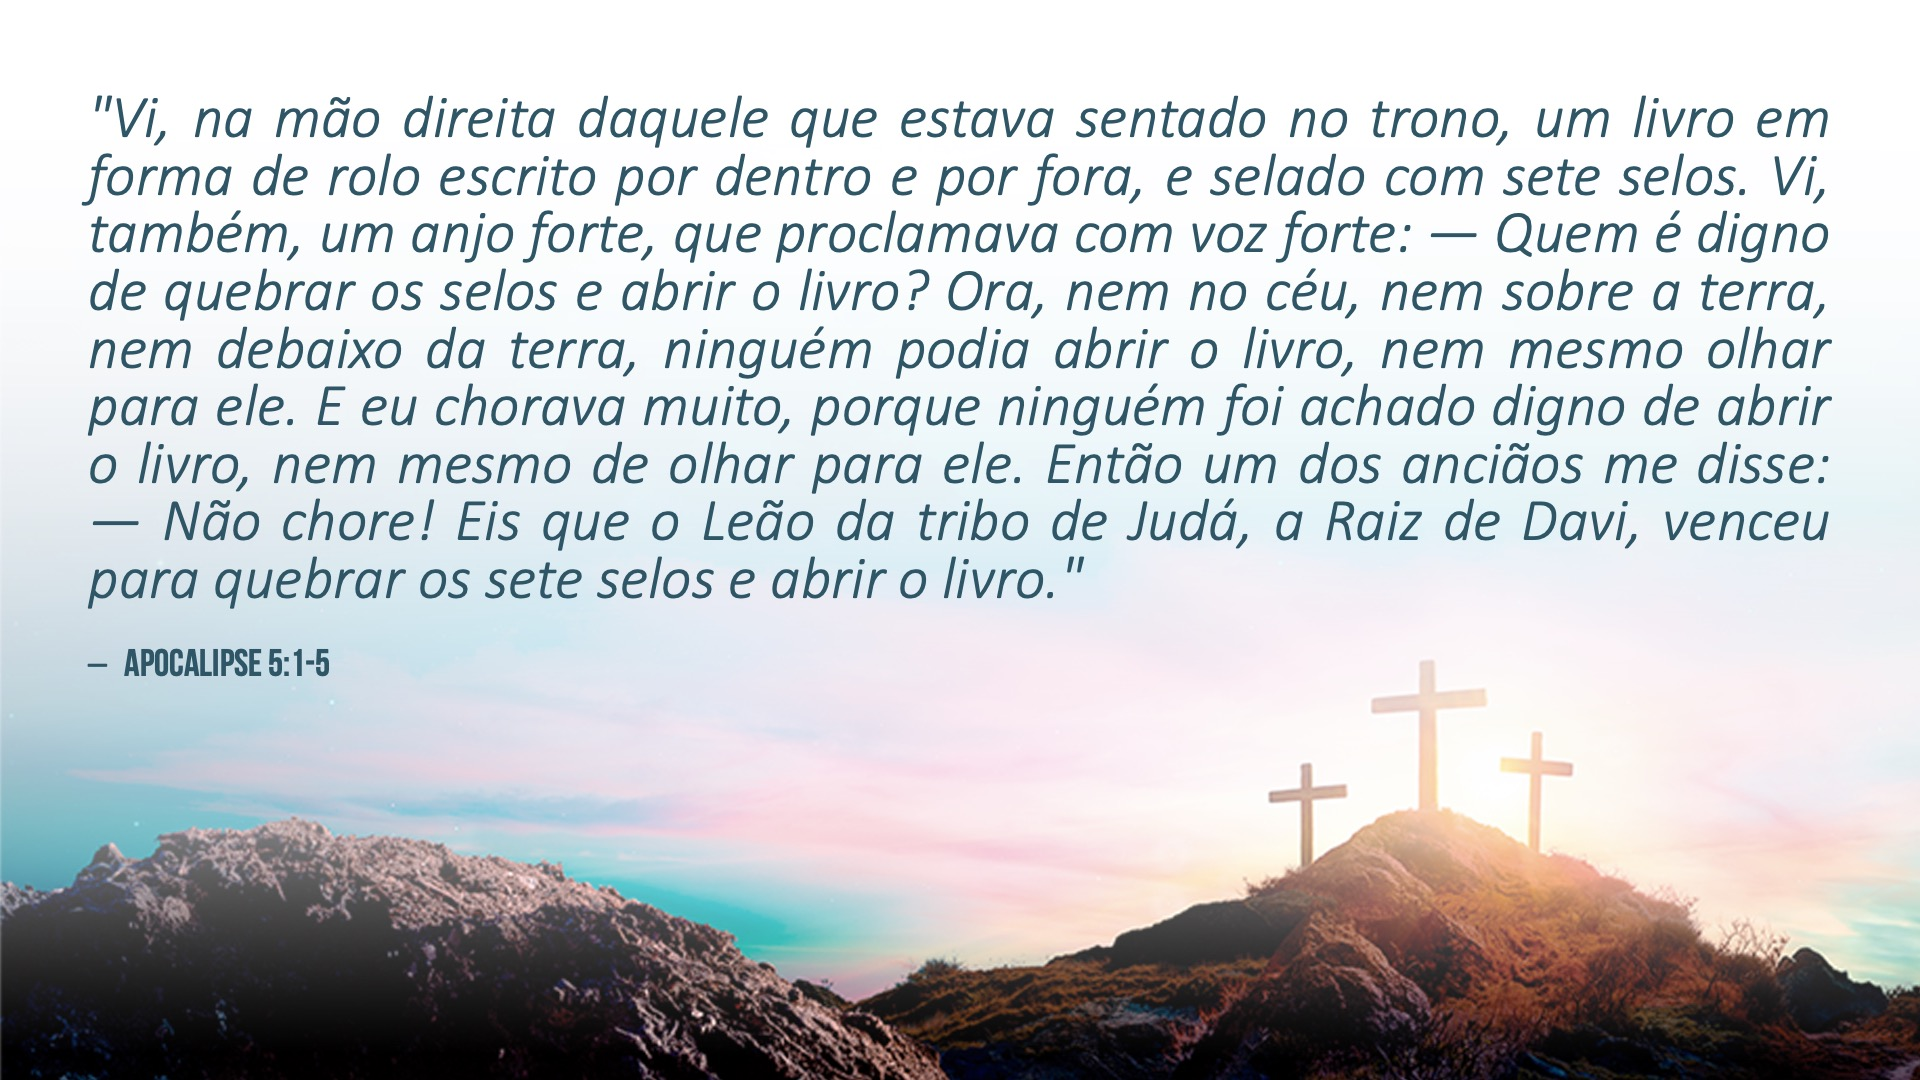 "Vi, na mão direita daquele que estava sentado no trono, um livro em
forma de rolo escrito por dentro e por fora, e selado com sete selos. Vi,
também, um anjo forte, que proclamava com voz forte: — Quem é digno
de quebrar os selos e abrir o livro? Ora, nem no céu, nem sobre a terra,
nem debaixo da terra, ninguém podia abrir o livro, nem mesmo olhar
para ele. E eu chorava muito, porque ninguém foi achado digno de abrir
o livro, nem mesmo de olhar para ele. Então um dos anciãos me disse:
— Não chore! Eis que o Leão da tribo de Judá, a Raiz de Davi, venceu
para quebrar os sete selos e abrir o livro."
– APOCALIPSE 5:1-5